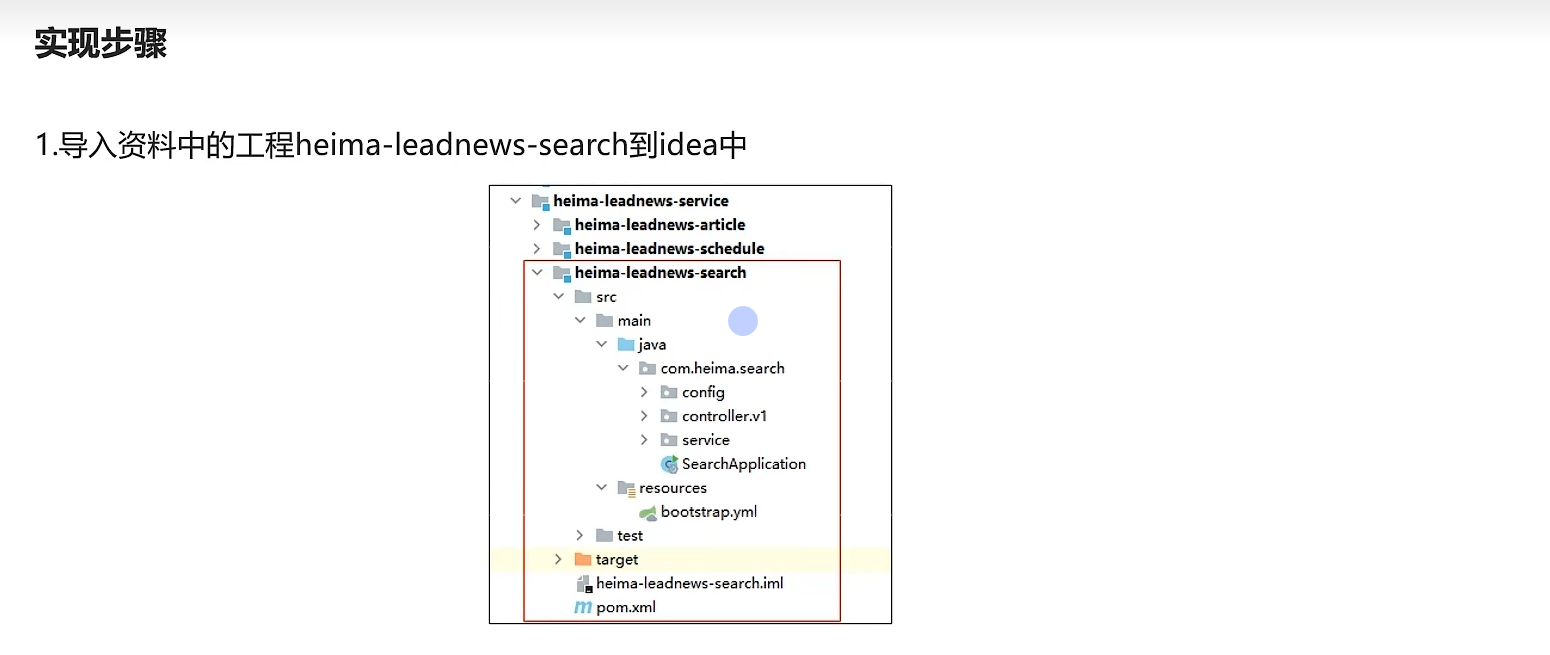 实现步骤
1.导入资料中的工程heima-leadnews-search到idea中
heima-leadnews-service
heima-leadnews-article
heima-leadnews-schedule
heima-leadnews-search
src
main
java
com.heima.search
config
controller.v1
service
SearchApplication
resources
bootstrap.yml
test
target
heima-leadnews-search.iml
pom.xml